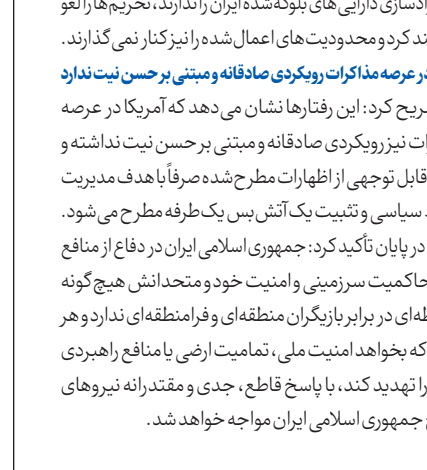 دسازی دارایی‌های بلوکه‌شده ایران را ندارند، تحریم‌ها را لغو
ند کرد و محدودیت‌های اعمال‌شده را نیز کنار نمی‌گذارند.
در عرصه مذاکرات رویکردی صادقانه و مبتنی بر حسن نیت ندارد
ریح کرد: این رفتارها نشان می‌دهد که آمریکا در عرصه
ات نیز رویکردی صادقانه و مبتنی بر حسن نیت نداشته و
قابل توجهی از اظهارات مطرح‌شده صرفاً با هدف مدیریت
سیاسی و تثبیت یک آتش‌بس یک‌طرفه مطرح می‌شود.
در پایان تأکید کرد: جمهوری اسلامی ایران در دفاع از منافع
حاکمیت سرزمینی و امنیت خود و متحدانش هیچ‌گونه
ظه‌ای در برابر بازیگران منطقه‌ای و فرامنطقه‌ای ندارد و هر
که بخواهد امنیت ملی، تمامیت ارضی یا منافع راهبردی
را تهدید کند، با پاسخ قاطع، جدی و مقتدرانه نیروهای
جمهوری اسلامی ایران مواجه خواهد شد.